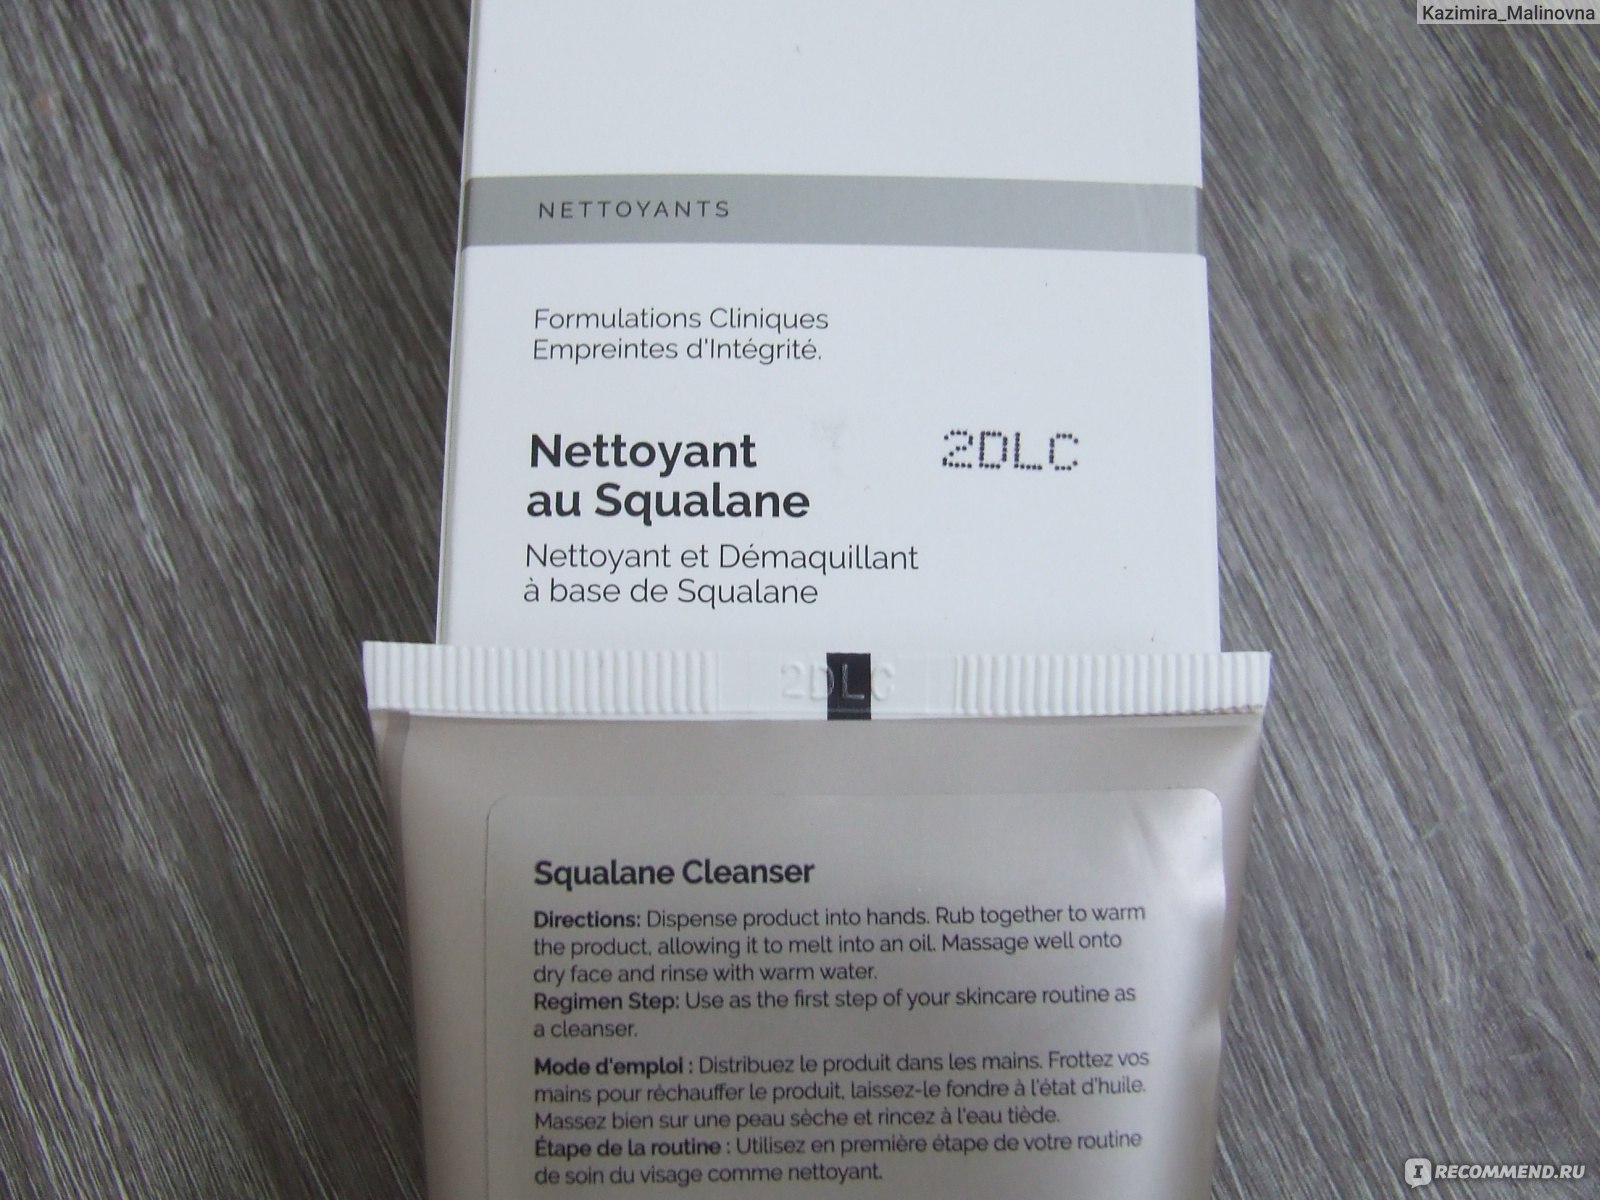 Kazimira_Malinovna
NETTOYANTS
Formulations Cliniques
Empreintes d'Intégrité.
Nettoyant
au Squalane
2DLC
Nettoyant et Démaquillant
à base de Squalane
2DLC
Squalane Cleanser
Directions: Dispense product into hands. Rub together to warm
the product, allowing it to melt into an oil. Massage well onto
dry face and rinse with warm water.
Regimen Step: Use as the first step of your skincare routine as
a cleanser.
Mode d'emploi : Distribuez le produit dans les mains. Frottez vos
mains pour réchauffer le produit, laissez-le fondre à l'état d'huile.
Massez bien sur une peau sèche et rincez à l'eau tiède.
Étape de la routine : Utilisez en première étape de votre routine
de soin du visage comme nettoyant.
IRECOMMEND.RU